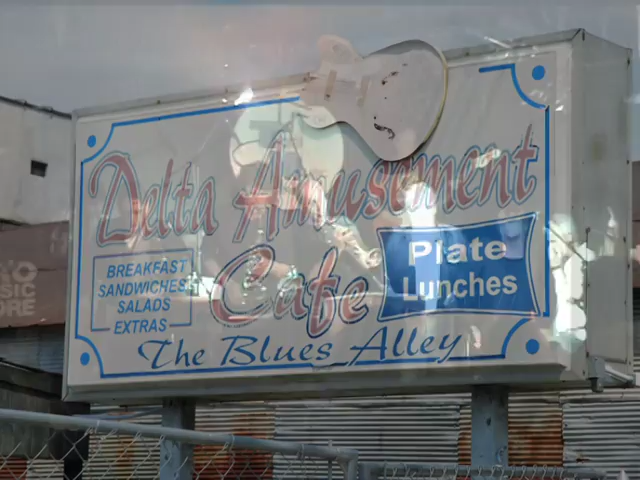 Delta Amusement
Cafe
BREAKFAST
SANDWICHES
SALADS
EXTRAS
Plate
Lunches
The Blues Alley